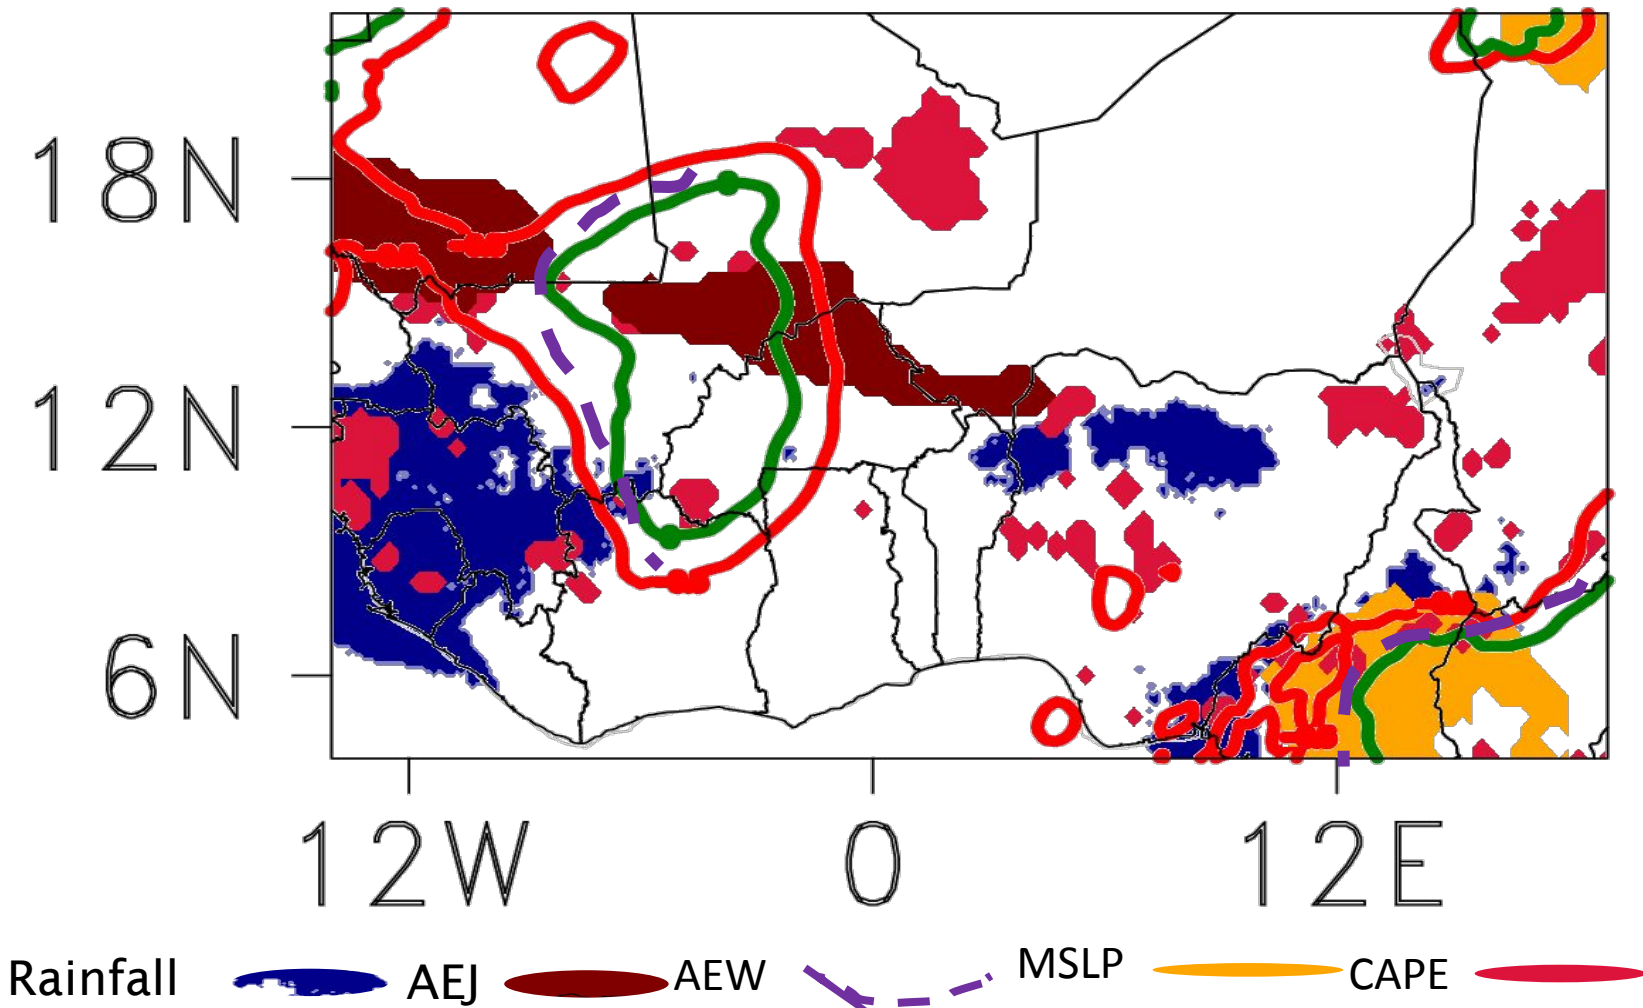 18N
12N
6N
12W 0 12E
Rainfall AEJ AEW MSLP CAPE